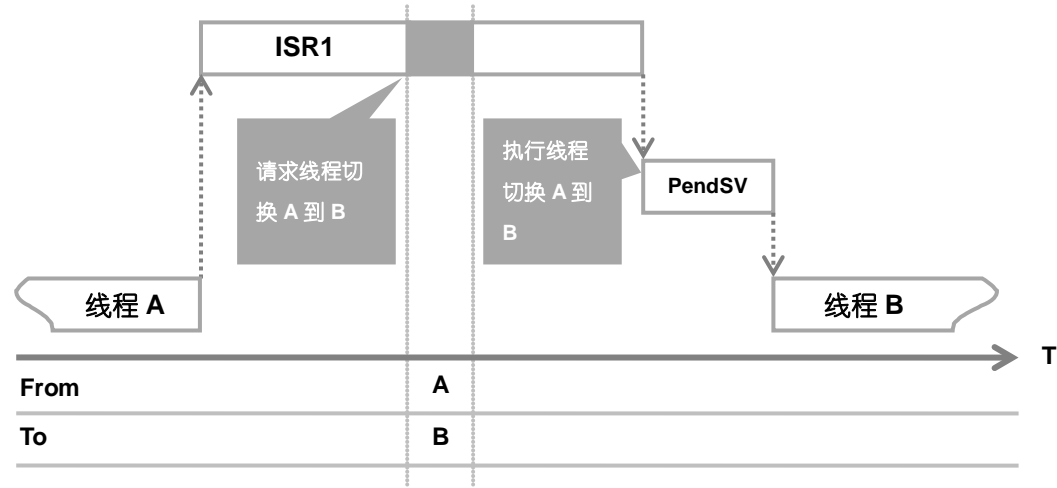 ISR1
请求线程切
换 A 到 B
执行线程
切换 A 到
B
PendSV
线程 A
线程 B
T
From A
To B